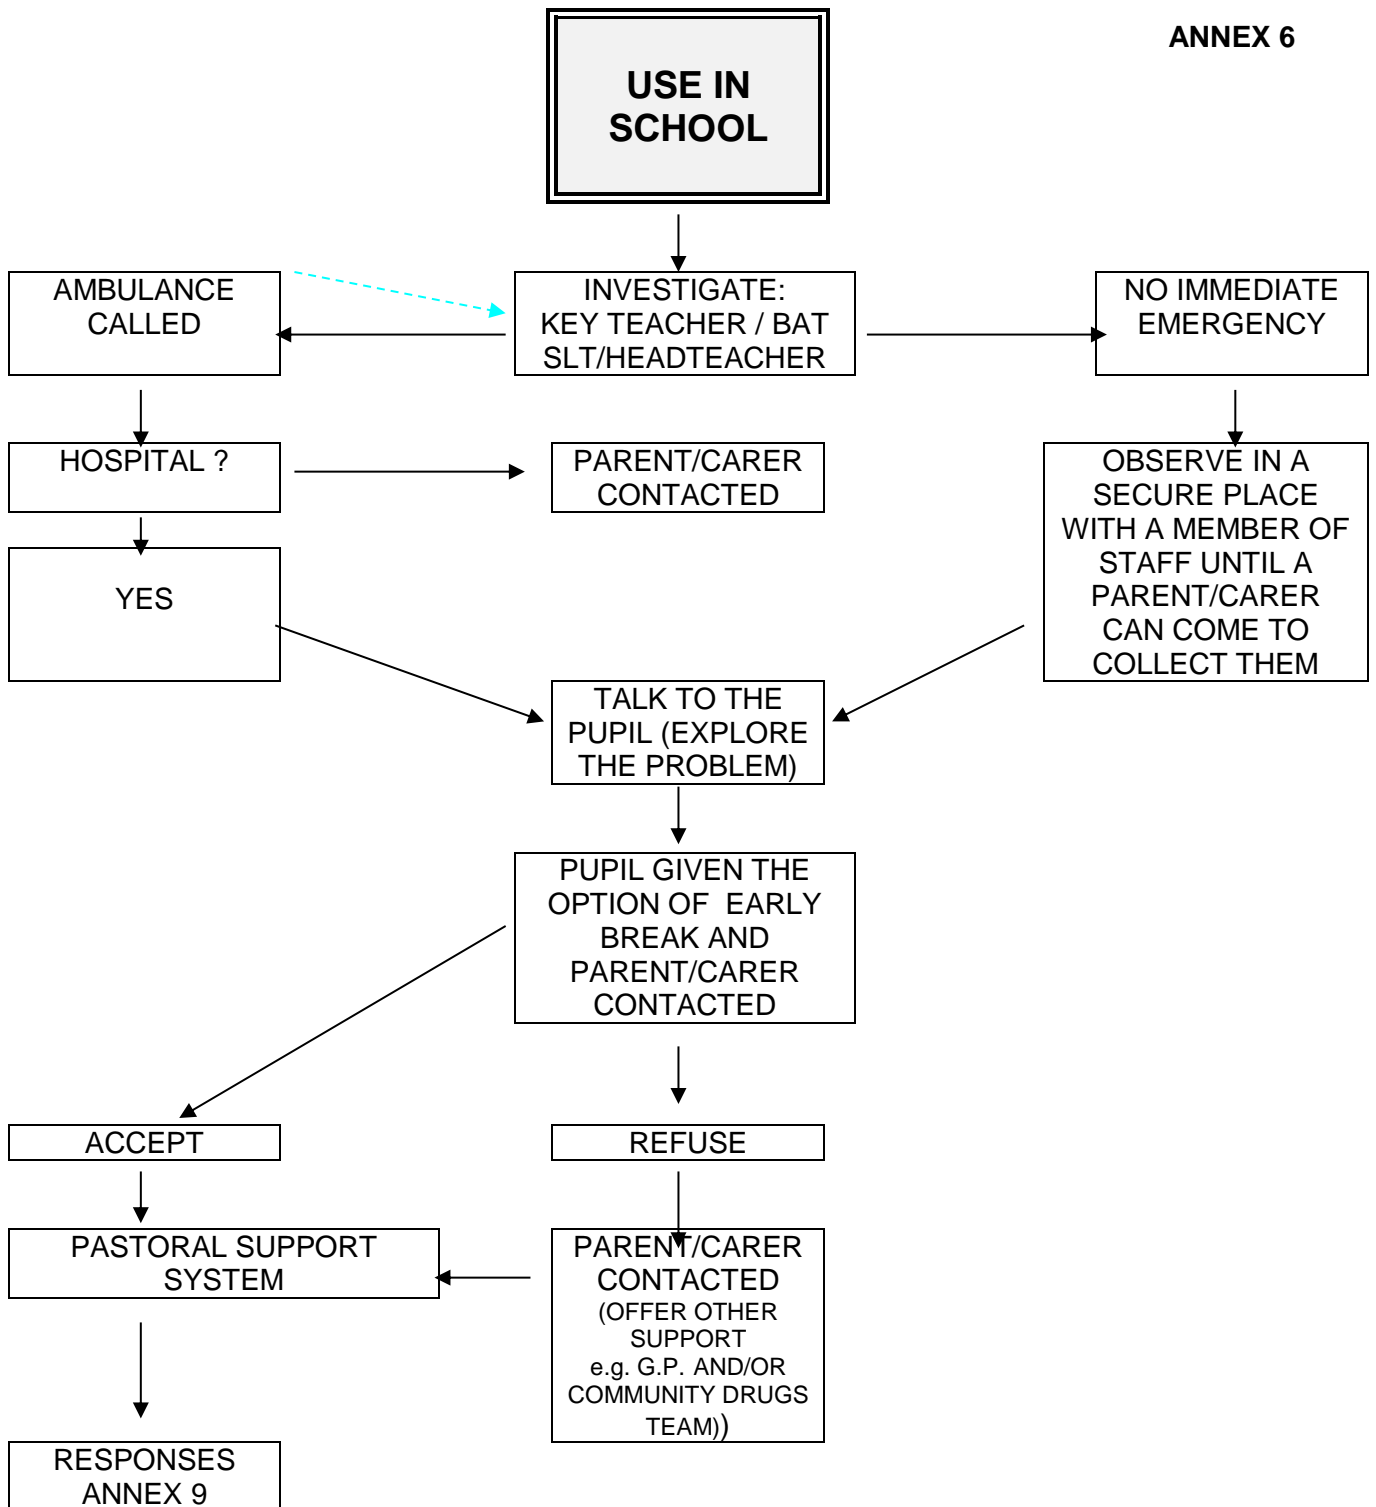 ANNEX 6
USE IN
SCHOOL
AMBULANCE
CALLED
INVESTIGATE:
KEY TEACHER / BAT
SLT/HEADTEACHER
NO IMMEDIATE
EMERGENCY
HOSPITAL ?
PARENT/CARER
CONTACTED
OBSERVE IN A
SECURE PLACE
WITH A MEMBER OF
STAFF UNTIL A
PARENT/CARER
CAN COME TO
COLLECT THEM
YES
TALK TO THE
PUPIL (EXPLORE
THE PROBLEM)
PUPIL GIVEN THE
OPTION OF EARLY
BREAK AND
PARENT/CARER
CONTACTED
ACCEPT
REFUSE
PASTORAL SUPPORT
SYSTEM
PARENT/CARER
CONTACTED
(OFFER OTHER
SUPPORT
e.g. G.P. AND/OR
COMMUNITY DRUGS
TEAM))
RESPONSES
ANNEX 9